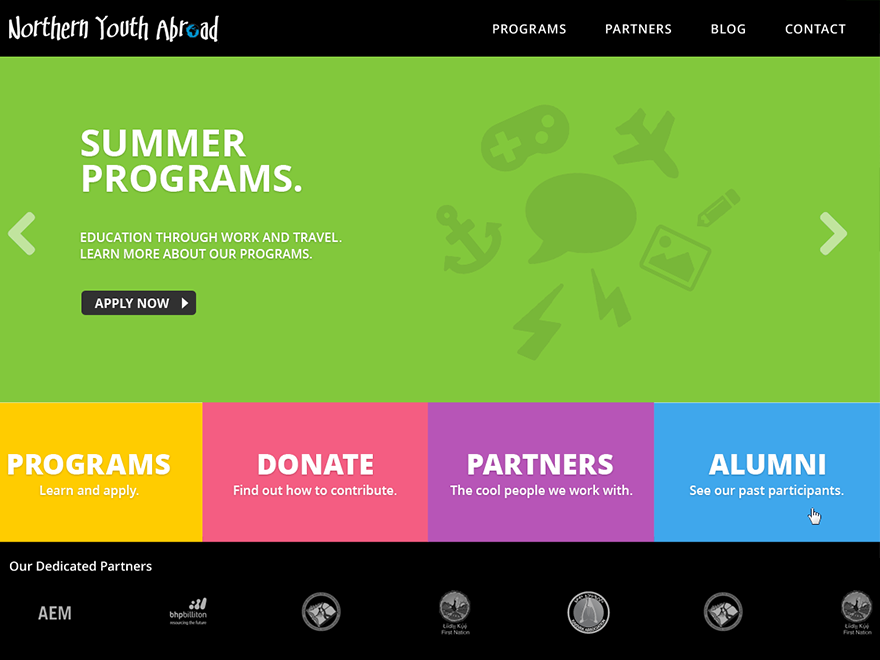 Northern Youth Abroad
PROGRAMS PARTNERS BLOG CONTACT
SUMMER
PROGRAMS.
EDUCATION THROUGH WORK AND TRAVEL.
LEARN MORE ABOUT OUR PROGRAMS.
APPLY NOW
PROGRAMS
Learn and apply.
DONATE
Find out how to contribute.
PARTNERS
The cool people we work with.
ALUMNI
See our past participants.
Our Dedicated Partners
AEM
bhpbilliton
resourcing the future
Łíídlįį Kų́ę́
First Nation
Łíídlįį Kų́ę́
First Nation